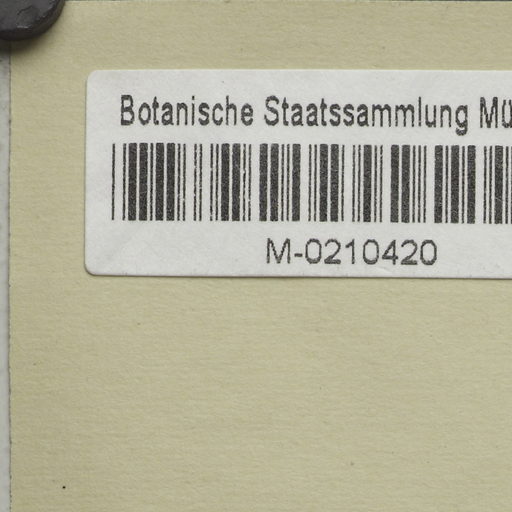 Botanische Staatssammlung Mü
M-0210420